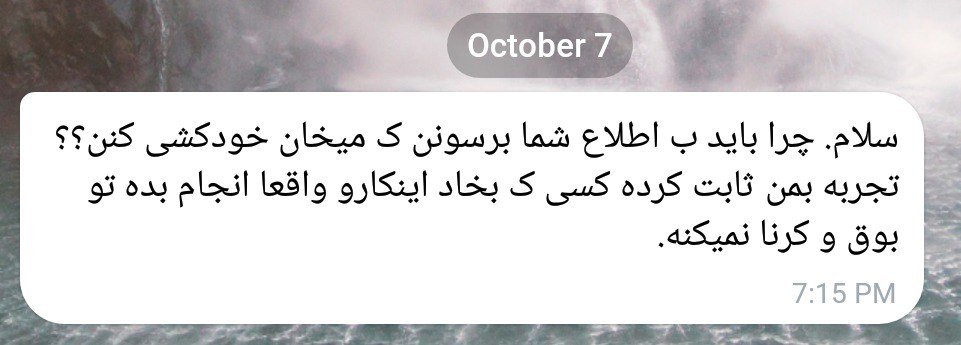 October 7
سلام. چرا باید ب اطلاع شما برسونن ک میخان خودکشی کنن؟؟
تجربه بمن ثابت کرده کسی ک بخاد اینکارو واقعا انجام بده تو
بوق و کرنا نمیکنه.
7:15 PM